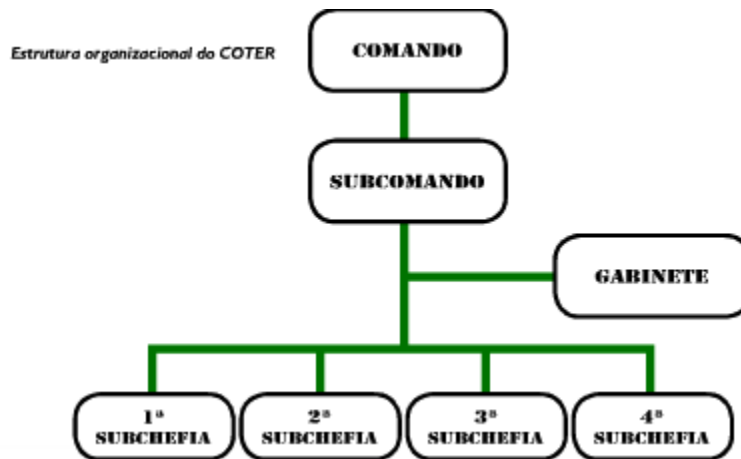 Estrutura organizacional do COTER
COMANDO
SUBCOMANDO
GABINETE
1ª
SUBCHEFIA
2ª
SUBCHEFIA
3ª
SUBCHEFIA
4ª
SUBCHEFIA